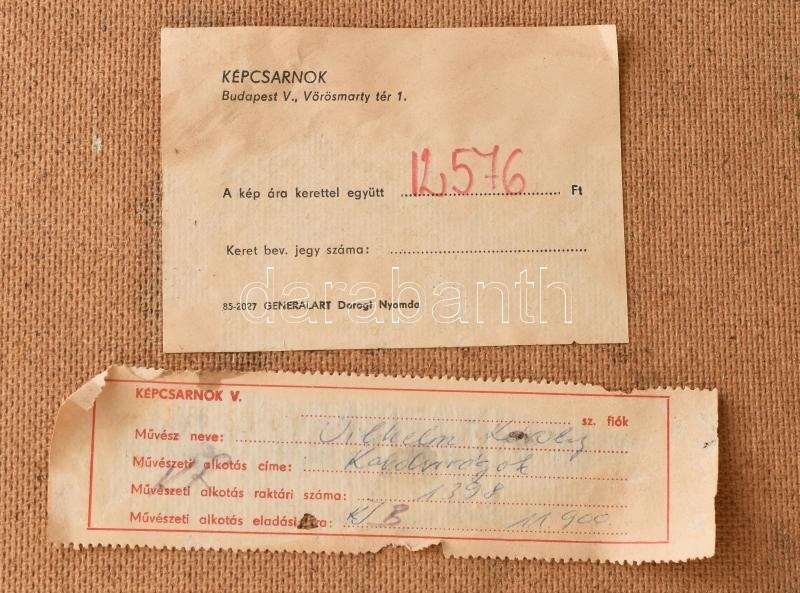 KÉPCSARNOK
Budapest V., Vörösmarty tér 1.
A kép ára kerettel együtt 12576 Ft
Keret bev. jegy száma:
darabanth
85-2027 GENERALART Dorogi Nyomda
KÉPCSARNOK V.
sz. fiók
Művész neve: Vilhelm Károly
Művészeti alkotás címe:
Művészeti alkotás raktári száma: 1398
Művészeti alkotás eladási ára: 11.900